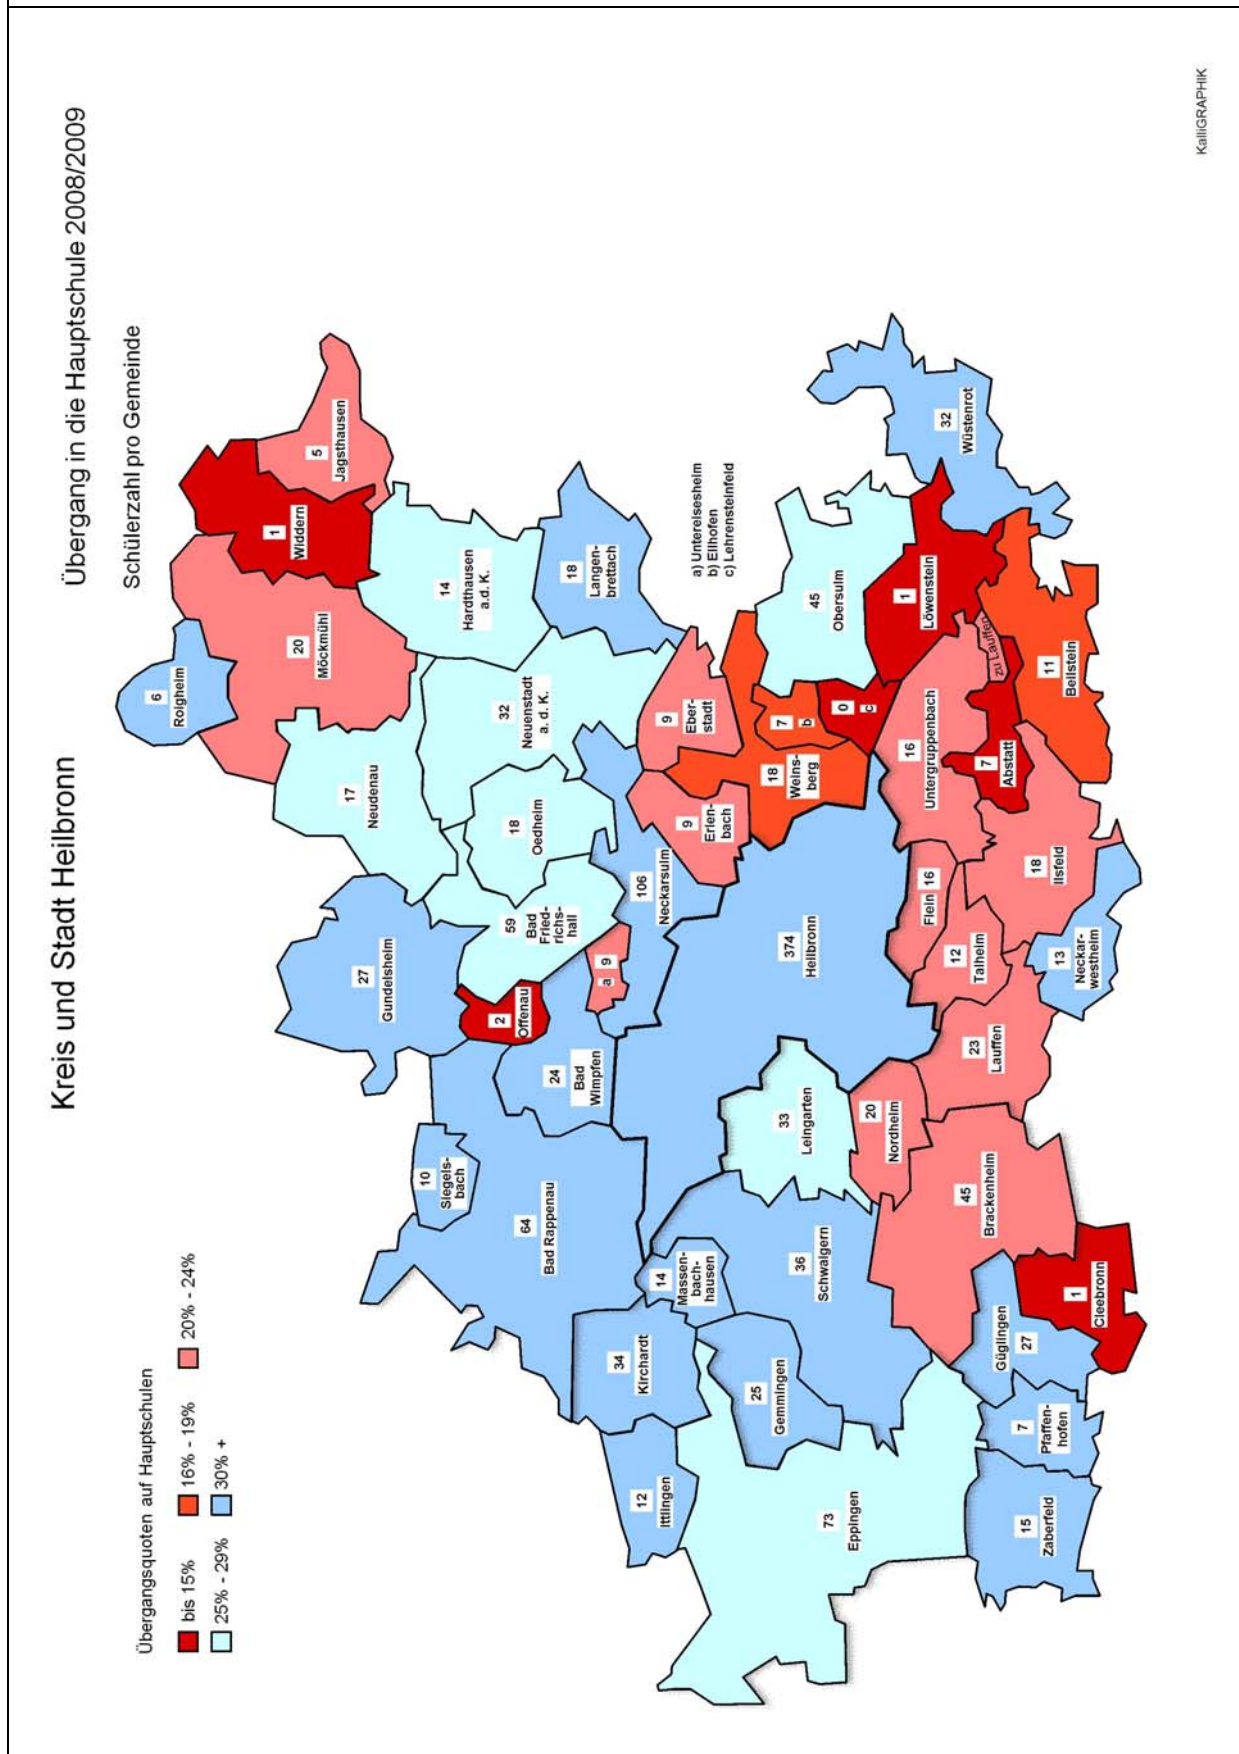 Kreis und Stadt Heilbronn
Übergang in die Hauptschule 2008/2009
Schülerzahl pro Gemeinde
Übergangsquoten auf Hauptschulen
bis 15%
16% - 19%
20% - 24%
25% - 29%
30% +
6
Roigheim
20
Möckmühl
1
Widdern
5
Jagsthausen
17
Neudenau
14
Hardthausen
a.d. K.
27
Gundelsheim
32
Neuenstadt
a. d. K.
18
Langen-
brettach
18
Oedheim
59
Bad
Fried-
richs-
hall
2
Offenau
10
Siegels-
bach
24
Bad
Wimpfen
64
Bad Rappenau
a 9
106
Neckarsulm
9
Erlen-
bach
9
Eber-
stadt
a) Untereisesheim
b) Ellhofen
c) Lehrensteinfeld
18
Weins-
berg
7
b
0
c
45
Obersulm
32
Wüstenrot
1
Löwenstein
374
Heilbronn
33
Leingarten
14
Massen-
bach-
hausen
34
Kirchardt
12
Ittlingen
25
Gemmingen
36
Schwaigern
73
Eppingen
20
Nordheim
45
Brackenheim
23
Lauffen
12
Talheim
Flein 16
16
Untergruppenbach
zu Lauffen
7
Abstatt
11
Beilstein
18
Ilsfeld
13
Neckar-
westheim
1
Cleebronn
Güglingen
27
7
Pfaffen-
hofen
15
Zaberfeld
KalliGRAPHIK